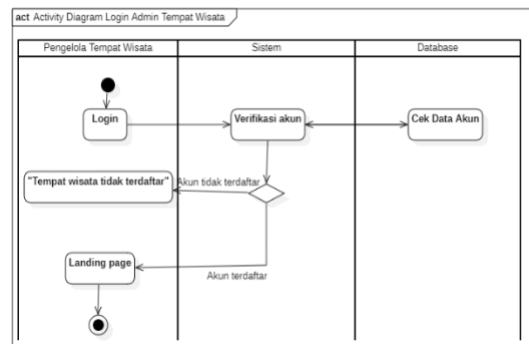 act Activity Diagram Login Admin Tempat Wisata
Pengelola Tempat Wisata
Sistem
Database
Login
Verifikasi akun
Cek Data Akun
"Tempat wisata tidak terdaftar"
Akun tidak terdaftar
Landing page
Akun terdaftar